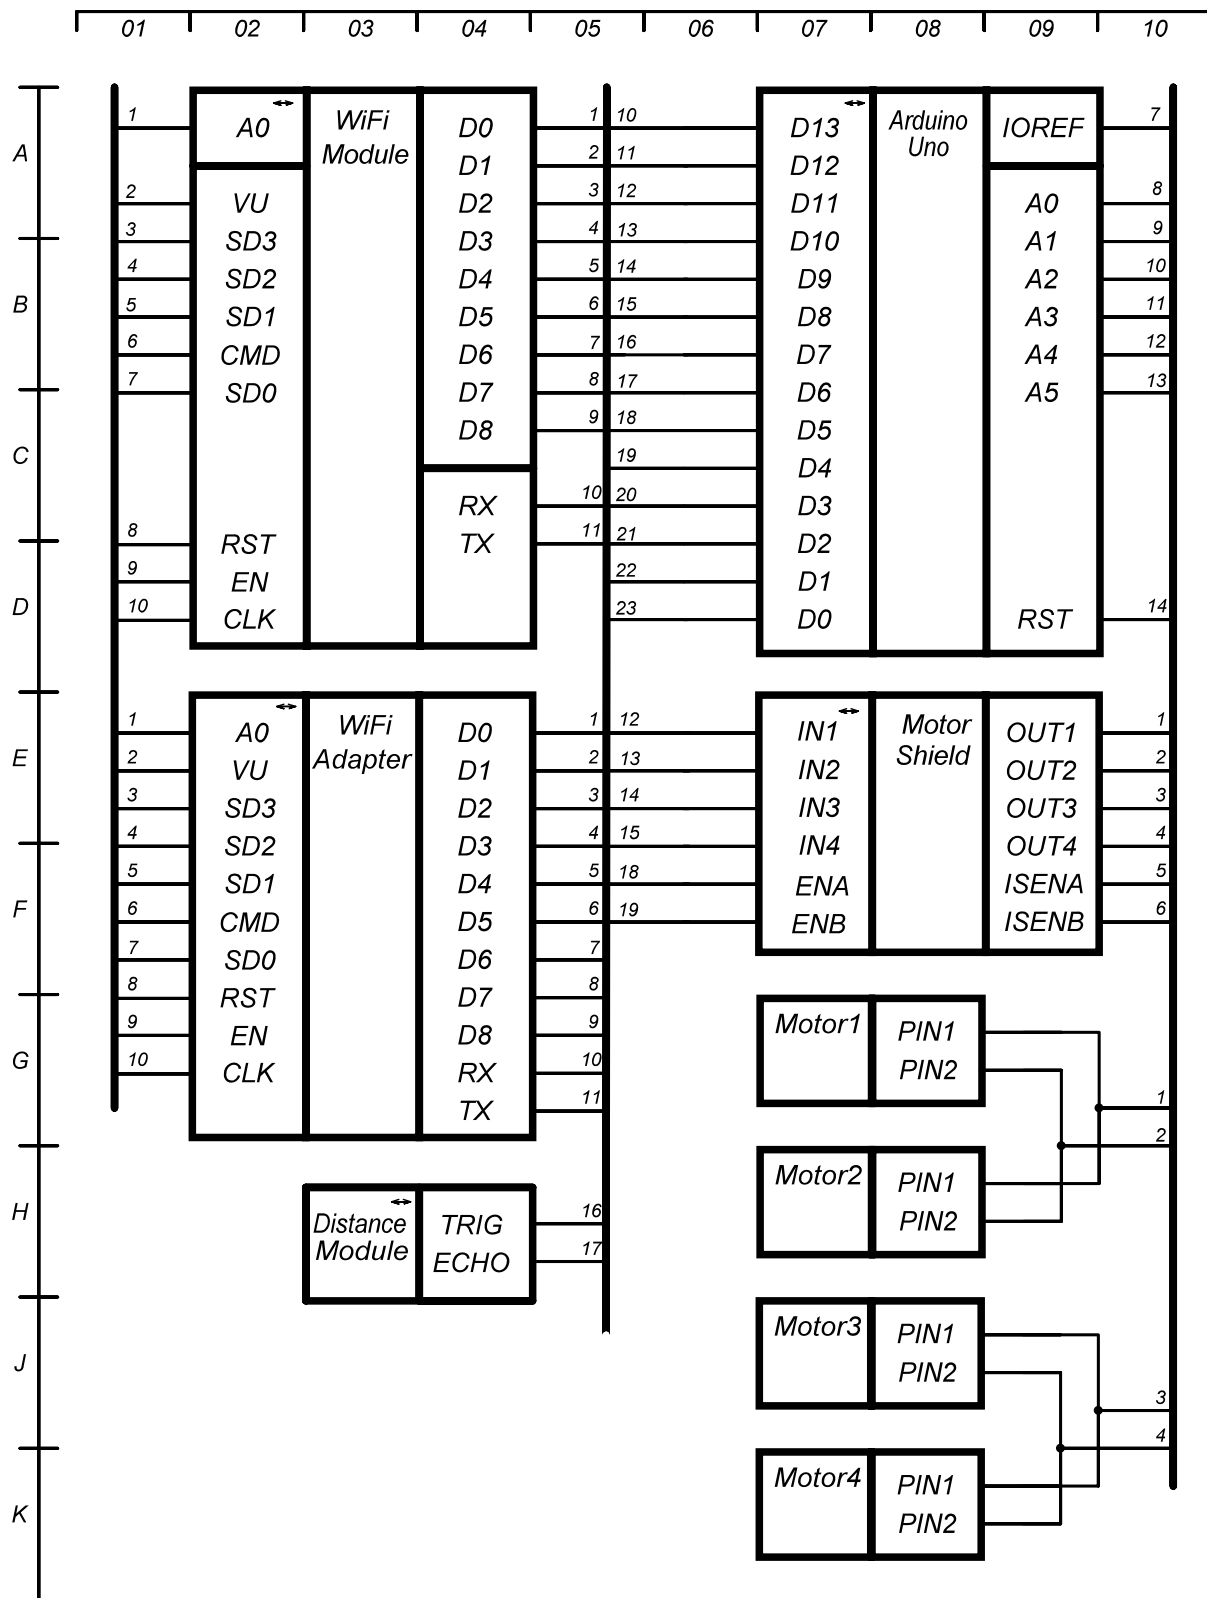 01 02 03 04 05 06 07 08 09 10
A
B
C
D
E
F
G
H
J
K
1 A0 ↔ WiFi D0 1
Module D1 2
2 VU D2 3
3 SD3 D3 4
4 SD2 D4 5
5 SD1 D5 6
6 CMD D6 7
7 SD0 D7 8
D8 9
RX 10
8 RST TX 11
9 EN
10 CLK
10 D13 ↔ Arduino IOREF 7
11 D12 Uno
12 D11 A0 8
13 D10 A1 9
14 D9 A2 10
15 D8 A3 11
16 D7 A4 12
17 D6 A5 13
18 D5
19 D4
20 D3
21 D2
22 D1
23 D0 RST 14
1 A0 ↔ WiFi D0 1
2 VU Adapter D1 2
3 SD3 D2 3
4 SD2 D3 4
5 SD1 D4 5
6 CMD D5 6
7 SD0 D6 7
8 RST D7 8
9 EN D8 9
10 CLK RX 10
TX 11
12 IN1 ↔ Motor OUT1 1
13 IN2 Shield OUT2 2
14 IN3 OUT3 3
15 IN4 OUT4 4
18 ENA ISENA 5
19 ENB ISENB 6
Distance ↔ TRIG 16
Module ECHO 17
Motor1 PIN1
PIN2
1
2
Motor2 PIN1
PIN2
Motor3 PIN1
PIN2
3
4
Motor4 PIN1
PIN2